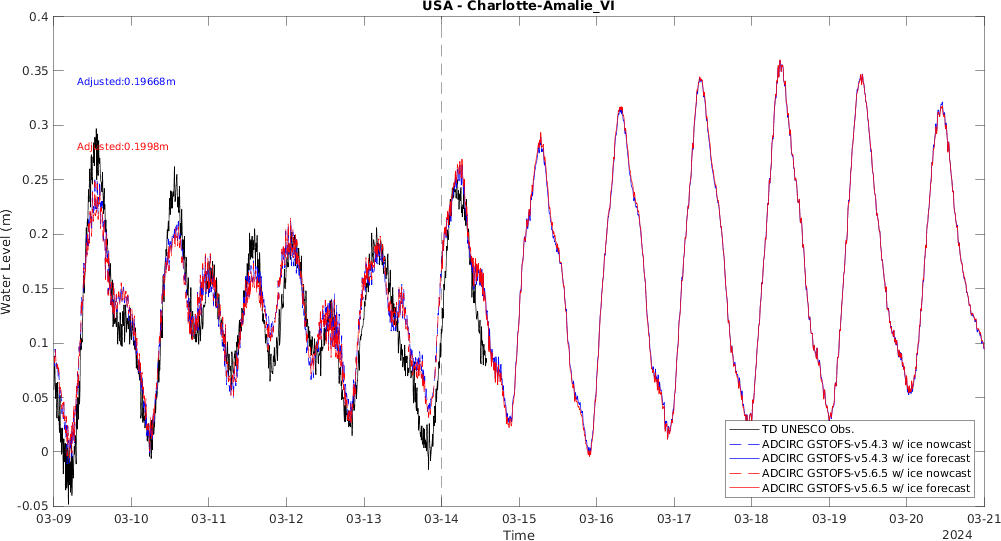 USA - Charlotte-Amalie_VI
0.4
0.35
0.3
0.25
0.2
0.15
0.1
0.05
0
-0.05
Water Level (m)
Adjusted:0.19668m
Adjusted:0.1998m
TD UNESCO Obs.
ADCIRC GSTOFS-v5.4.3 w/ ice nowcast
ADCIRC GSTOFS-v5.4.3 w/ ice forecast
ADCIRC GSTOFS-v5.6.5 w/ ice nowcast
ADCIRC GSTOFS-v5.6.5 w/ ice forecast
03-09 03-10 03-11 03-12 03-13 03-14 03-15 03-16 03-17 03-18 03-19 03-20 03-21
Time
2024